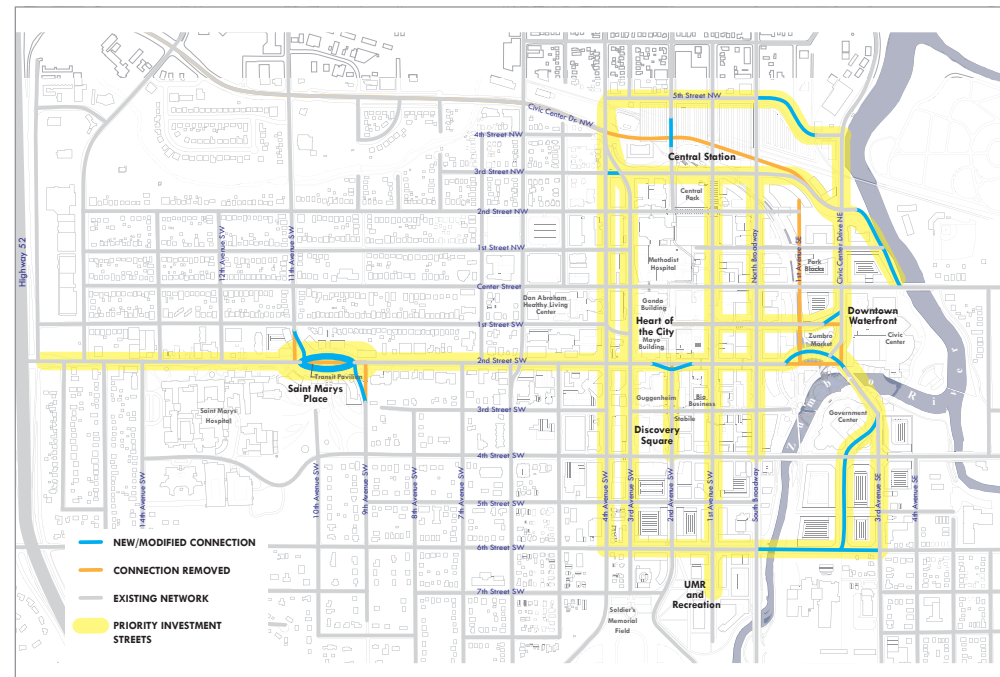 5th Street NW
Civic Center Dr. NW
4th Street NW
Central Station
3rd Street NW
Central
Park
2nd Street NW
Highway 52
12th Avenue SW
11th Avenue SW
1st Street NW
Methodist
Hospital
North Broadway
1st Avenue SE
Park
Blocks
Civic Center Drive NE
Center Street
Dan Abraham
Healthy Living
Center
Gonda
Building
1st Street SW
Heart of
the City
Mayo
Building
Downtown
Waterfront
Zumbro
Market
Civic
Center
2nd Street SW
Transit Pavilion
Saint Marys
Place
Saint Marys
Hospital
Guggenheim
Bio
Business
3rd Street SW
Stabile
Discovery
Square
Government
Center
Zumbro River
4th Street SW
14th Avenue SW
10th Avenue SW
9th Avenue SW
8th Avenue SW
7th Avenue SW
4th Avenue SW
3rd Avenue SW
2nd Avenue SW
1st Avenue SW
South Broadway
3rd Avenue SE
4th Avenue SE
5th Street SW
6th Street SW
7th Street SW
UMR
and
Recreation
Soldier's
Memorial
Field
NEW/MODIFIED CONNECTION
CONNECTION REMOVED
EXISTING NETWORK
PRIORITY INVESTMENT
STREETS